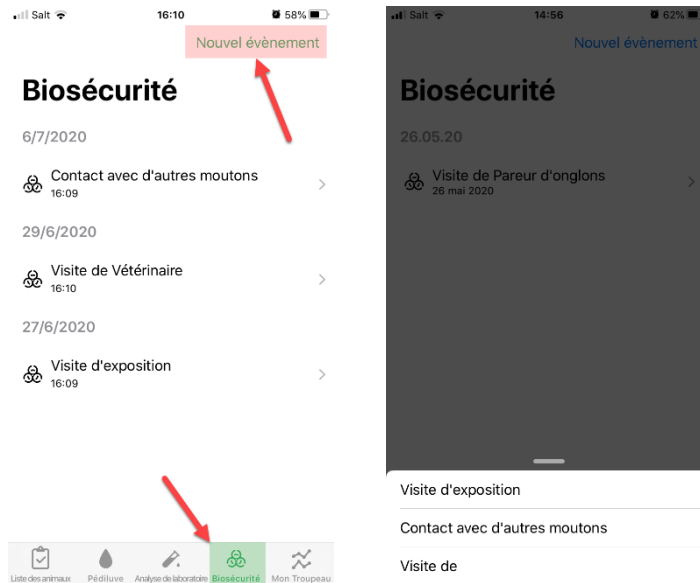 Salt 16:10 58%
Nouvel évènement
Biosécurité
6/7/2020
Contact avec d'autres moutons
16:09
29/6/2020
Visite de Vétérinaire
16:10
27/6/2020
Visite d'exposition
16:09
Liste des animaux Pédiluve Analyse de laboratoire Biosécurité Mon Troupeau
Salt 14:56 62%
Nouvel évènement
Biosécurité
26.05.20
Visite de Pareur d'onglons
26 mai 2020
Visite d'exposition
Contact avec d'autres moutons
Visite de